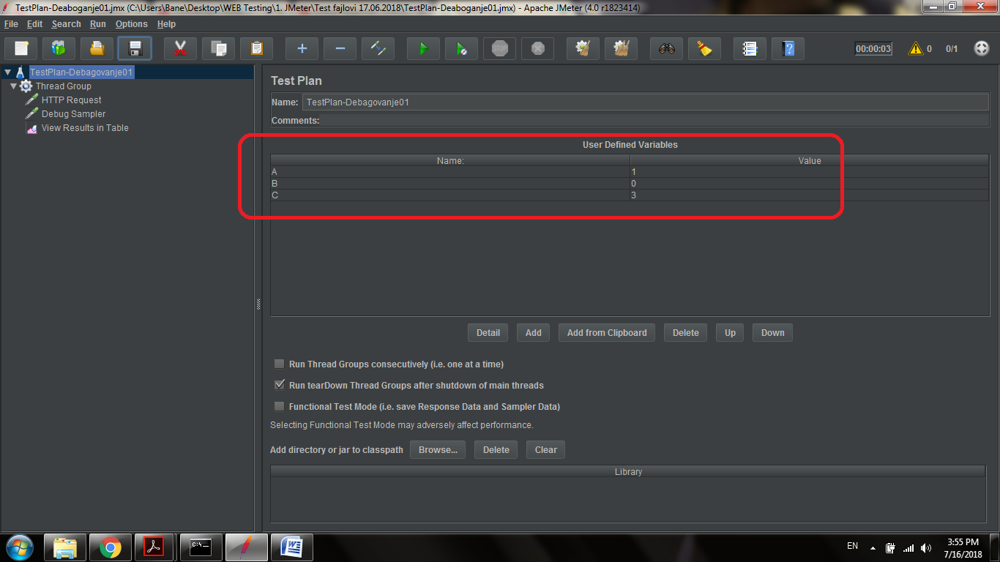 TestPlan-Deaboganje01.jmx (C:\Users\Bane\Desktop\WEB Testing\1. JMeter\Test fajlovi 17.06.2018\TestPlan-Deaboganje01.jmx) - Apache JMeter (4.0 r1823414)
File Edit Search Run Options Help
STOP 00:00:03 0 0/1
TestPlan-Debagovanje01
Thread Group
HTTP Request
Debug Sampler
View Results in Table
Test Plan
Name: TestPlan-Debagovanje01
Comments:
User Defined Variables
Name: Value
A 1
B 0
C 3
Detail Add Add from Clipboard Delete Up Down
Run Thread Groups consecutively (i.e. one at a time)
Run tearDown Thread Groups after shutdown of main threads
Functional Test Mode (i.e. save Response Data and Sampler Data)
Selecting Functional Test Mode may adversely affect performance.
Add directory or jar to classpath Browse... Delete Clear
Library
C:\ W EN 3:55 PM
7/16/2018